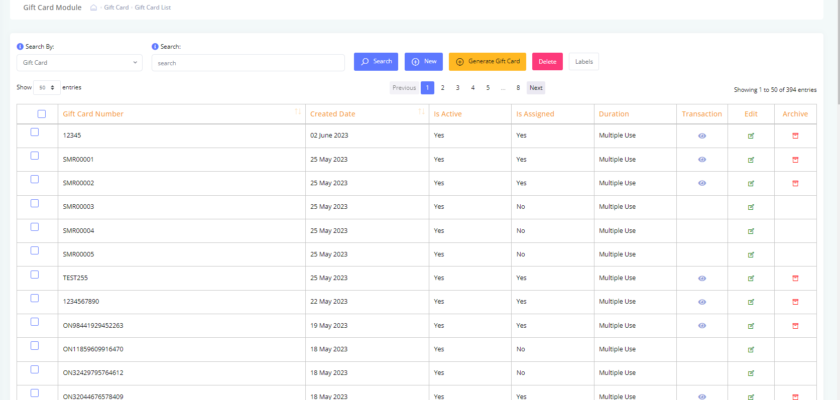 Gift Card Module - Gift Card - Gift Card List
Search By: Search:
Gift Card search Search New Generate Gift Card Delete Labels
Show 50 entries Previous 1 2 3 4 5 ... 8 Next Showing 1 to 50 of 394 entries
Gift Card Number Created Date Is Active Is Assigned Duration Transaction Edit Archive
12345 02 June 2023 Yes Yes Multiple Use
SMR00001 25 May 2023 Yes Yes Multiple Use
SMR00002 25 May 2023 Yes Yes Multiple Use
SMR00003 25 May 2023 Yes No Multiple Use
SMR00004 25 May 2023 Yes No Multiple Use
SMR00005 25 May 2023 Yes No Multiple Use
TEST255 25 May 2023 Yes Yes Multiple Use
1234567890 22 May 2023 Yes Yes Multiple Use
ON98441929452263 19 May 2023 Yes Yes Multiple Use
ON11859609916470 18 May 2023 Yes No Multiple Use
ON32429795764612 18 May 2023 Yes No Multiple Use
ON32044676578409 18 May 2023 Yes Yes Multiple Use